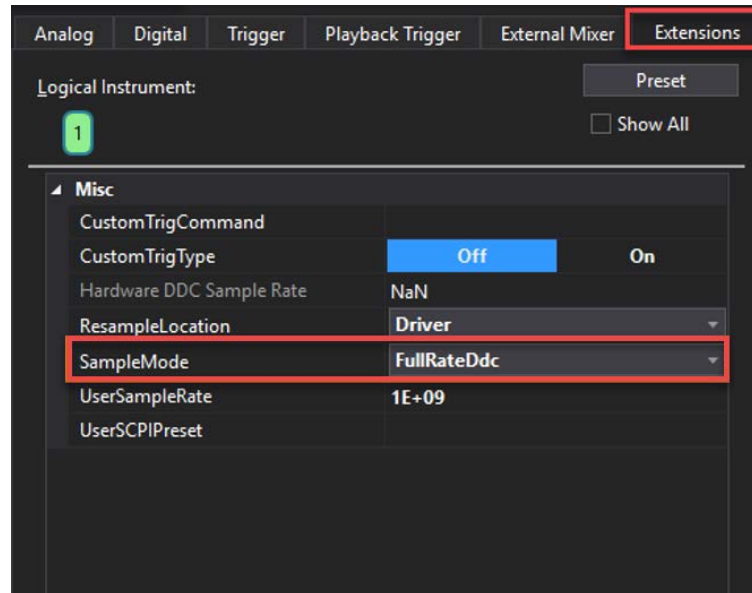 Analog Digital Trigger Playback Trigger External Mixer Extensions
Logical Instrument: Preset
1 Show All
Misc
CustomTrigCommand
CustomTrigType Off On
Hardware DDC Sample Rate NaN
ResampleLocation Driver
SampleMode FullRateDdc
UserSampleRate 1E+09
UserSCPIPreset